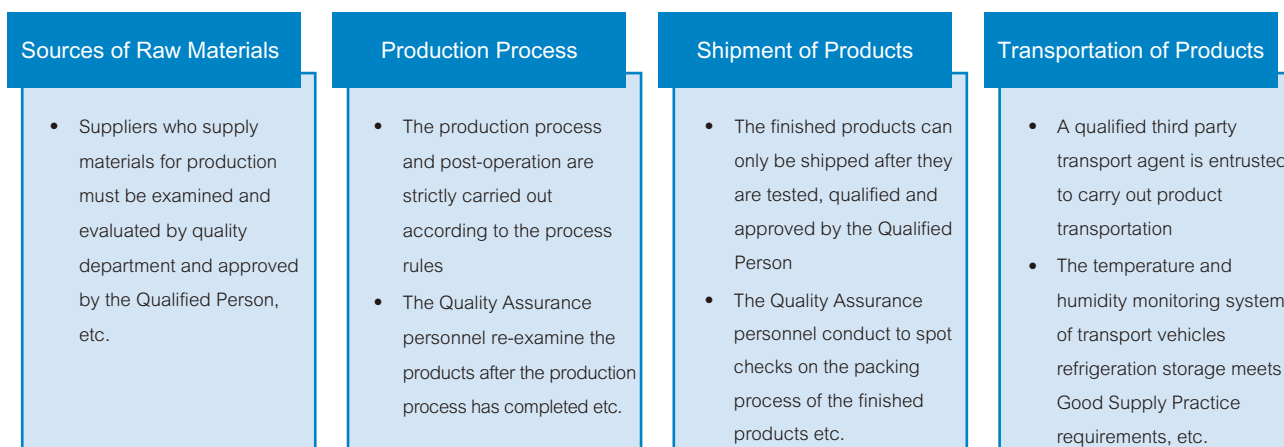 Sources of Raw Materials
• Suppliers who supply
materials for production
must be examined and
evaluated by quality
department and approved
by the Qualified Person,
etc.
Production Process
• The production process
and post-operation are
strictly carried out
according to the process
rules
• The Quality Assurance
personnel re-examine the
products after the production
process has completed etc.
Shipment of Products
• The finished products can
only be shipped after they
are tested, qualified and
approved by the Qualified
Person
• The Quality Assurance
personnel conduct to spot
checks on the packing
process of the finished
products etc.
Transportation of Products
• A qualified third party
transport agent is entrusted
to carry out product
transportation
• The temperature and
humidity monitoring system
of transport vehicles
refrigeration storage meets
Good Supply Practice
requirements, etc.